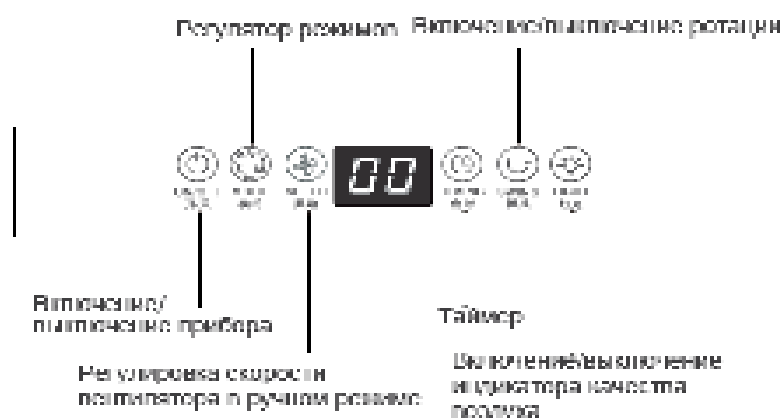 Регулятор режимов
Включение/выключение ротации
00
Включение/
выключение прибора
Таймер
Регулировка скорости
вентилятора в ручном режиме
Включение/выключение
индикатора качества
воздуха